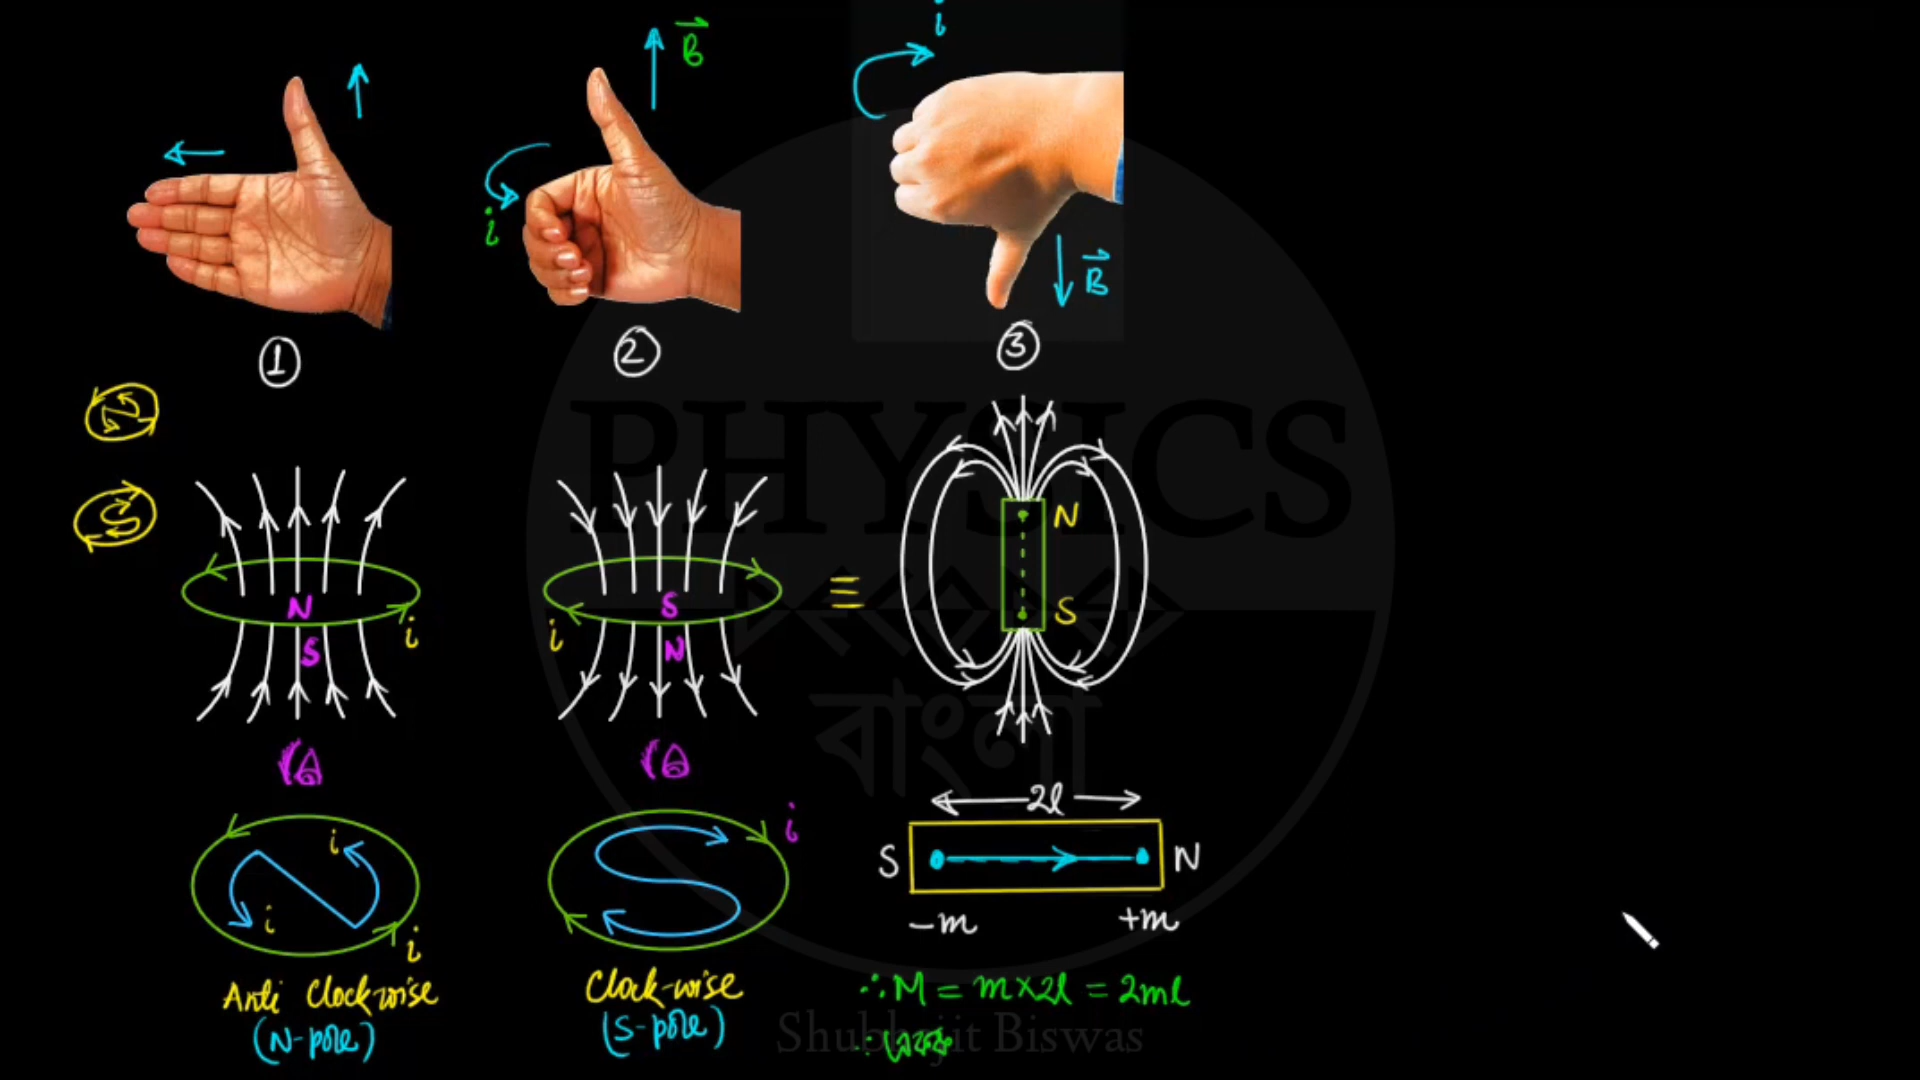 i
B
i
B
1
2
3
N
S
N
S
i
S
N
i
N
S
PHYSICS
বাংলা
2l
i
i
i
i
S
N
-m
+m
Anti Clockwise
(N-pole)
Clock-wise
(S-pole)
∴ M = m×2l = 2ml
Shubhajit Biswas